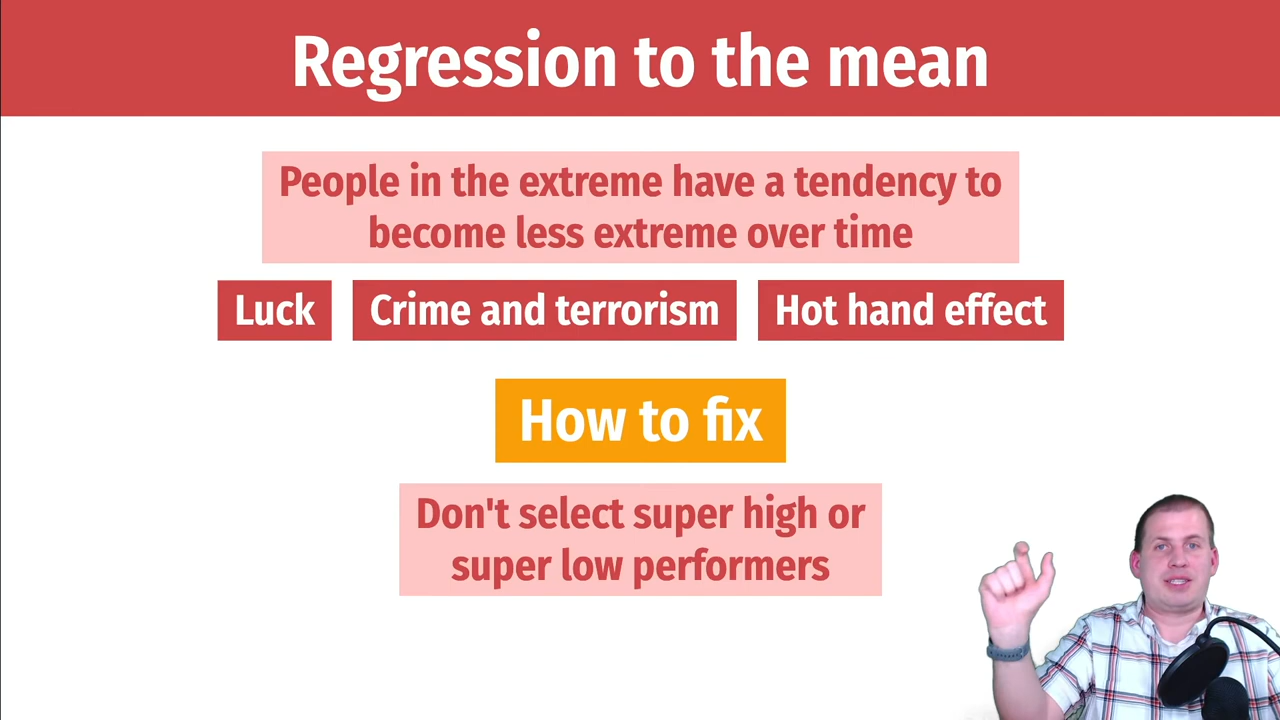 Regression to the mean
People in the extreme have a tendency to
become less extreme over time
Luck
Crime and terrorism
Hot hand effect
How to fix
Don't select super high or
super low performers